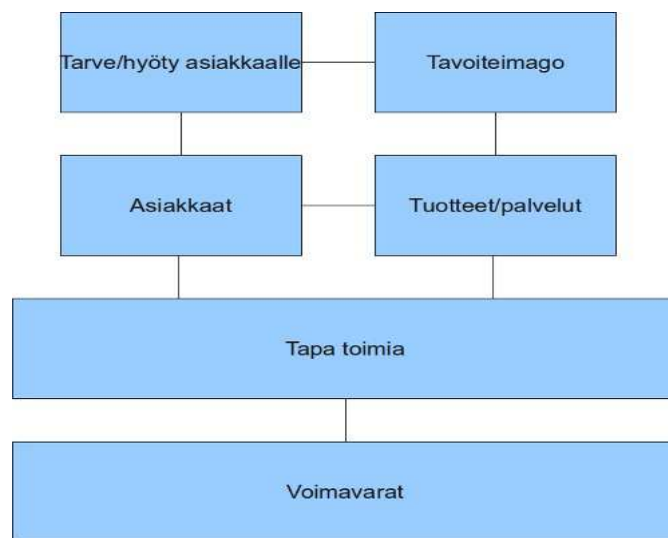 Tarve/hyöty asiakkaalle
Tavoiteimago
Asiakkaat
Tuotteet/palvelut
Tapa toimia
Voimavarat